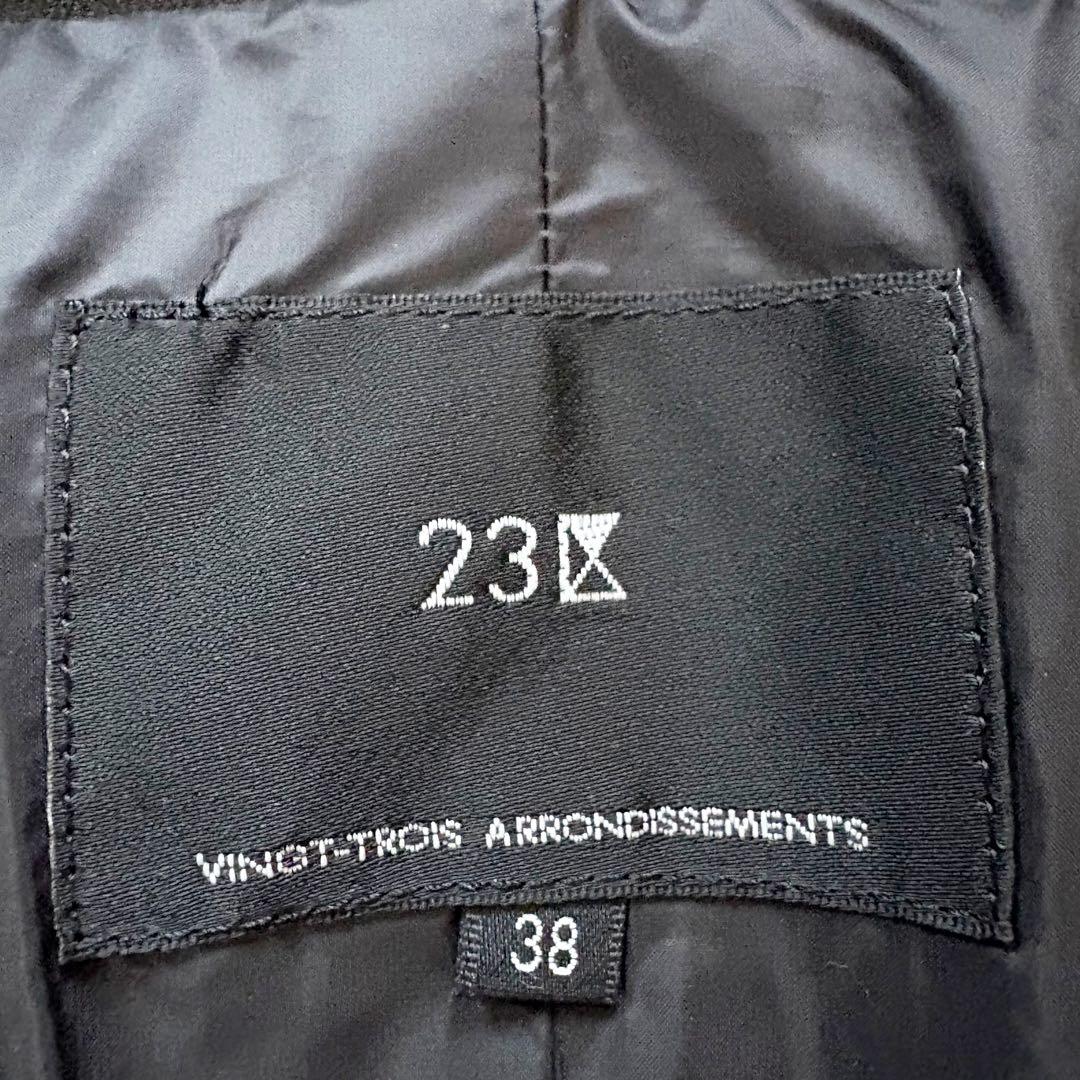 23区
VINGT-TROIS ARRONDISSEMENTS
38